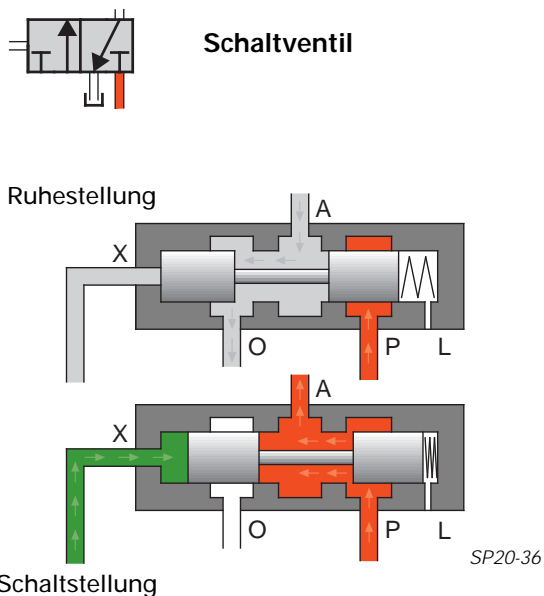 Schaltventil
Ruhestellung
A
X
O
P
L
A
X
O
P
L
SP20-36
Schaltstellung